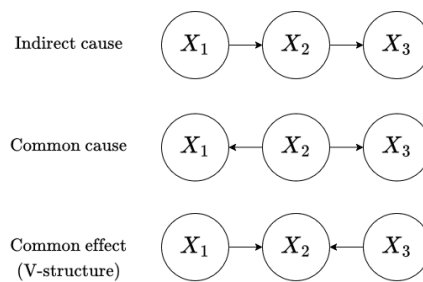 Indirect cause X₁ X₂ X₃
Common cause X₁ X₂ X₃
Common effect X₁ X₂ X₃
(V-structure)